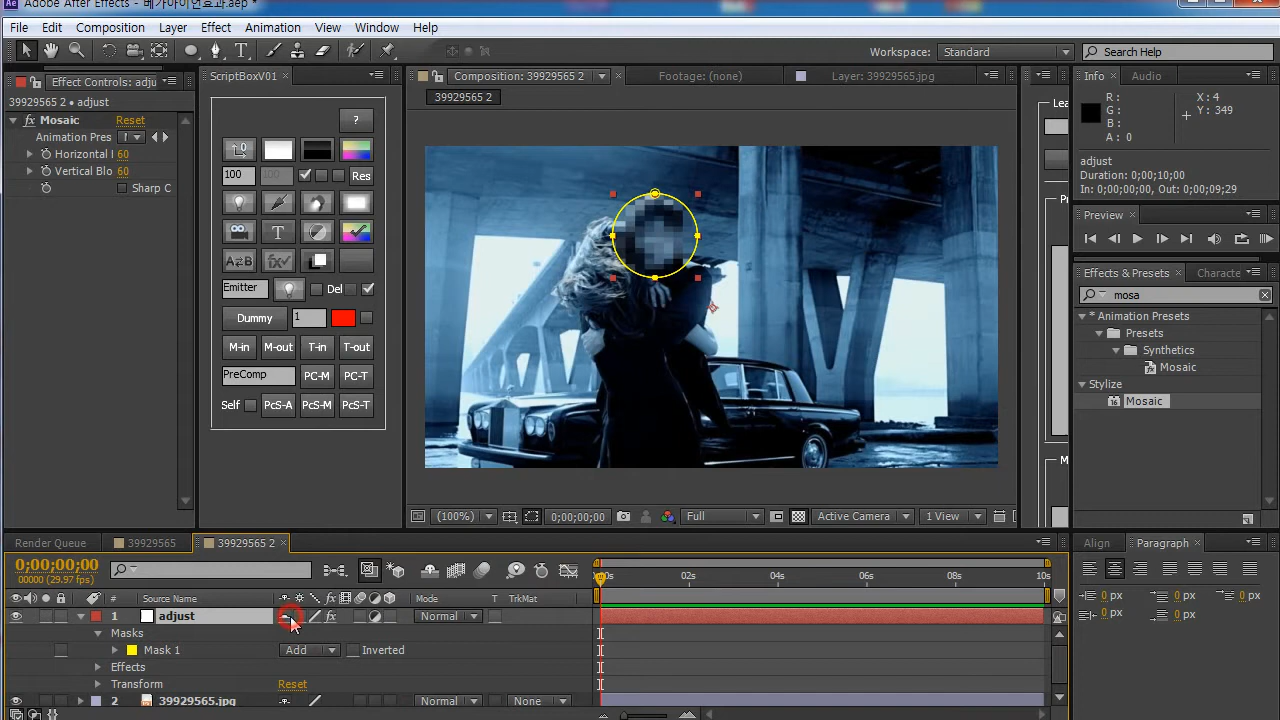 Adobe After Effects - 베가마이연효과.aep *
File Edit Composition Layer Effect Animation View Window Help
Workspace: Standard Search Help
Effect Controls: adju
39929565 2 • adjust
fx Mosaic Reset
Animation Pres
Horizontal 60
Vertical Blo 60
Sharp C
ScriptBoxV01
?
100 100 Res
T
A↔B fx
Emitter Del
Dummy 1
M-in M-out T-in T-out
PreComp PC-M PC-T
Self PcS-A PcS-M PcS-T
Composition: 39929565 2 Footage: (none) Layer: 39929565.jpg
39929565 2
(100%) 0;00;00;00 Full Active Camera 1 View
Lea
Pr
M
Info Audio
R :
G :
B :
A : 0
X : 4
Y : 349
adjust
Duration: 0;00;10;00
In: 0;00;00;00, Out: 0;00;09;29
Preview
Effects & Presets Characte
mosa
* Animation Presets
Presets
Synthetics
Mosaic
Stylize
Mosaic
Align Paragraph
0 px 0 px 0 px
0 px 0 px
Render Queue 39929565 39929565 2
0;00;00;00
00000 (29.97 fps)
0s 02s 04s 06s 08s 10s
# Source Name Mode T TrkMat
1 adjust fx Normal
Masks
Mask 1 Add Inverted
Effects
Transform Reset
2 39929565.jpg Normal None